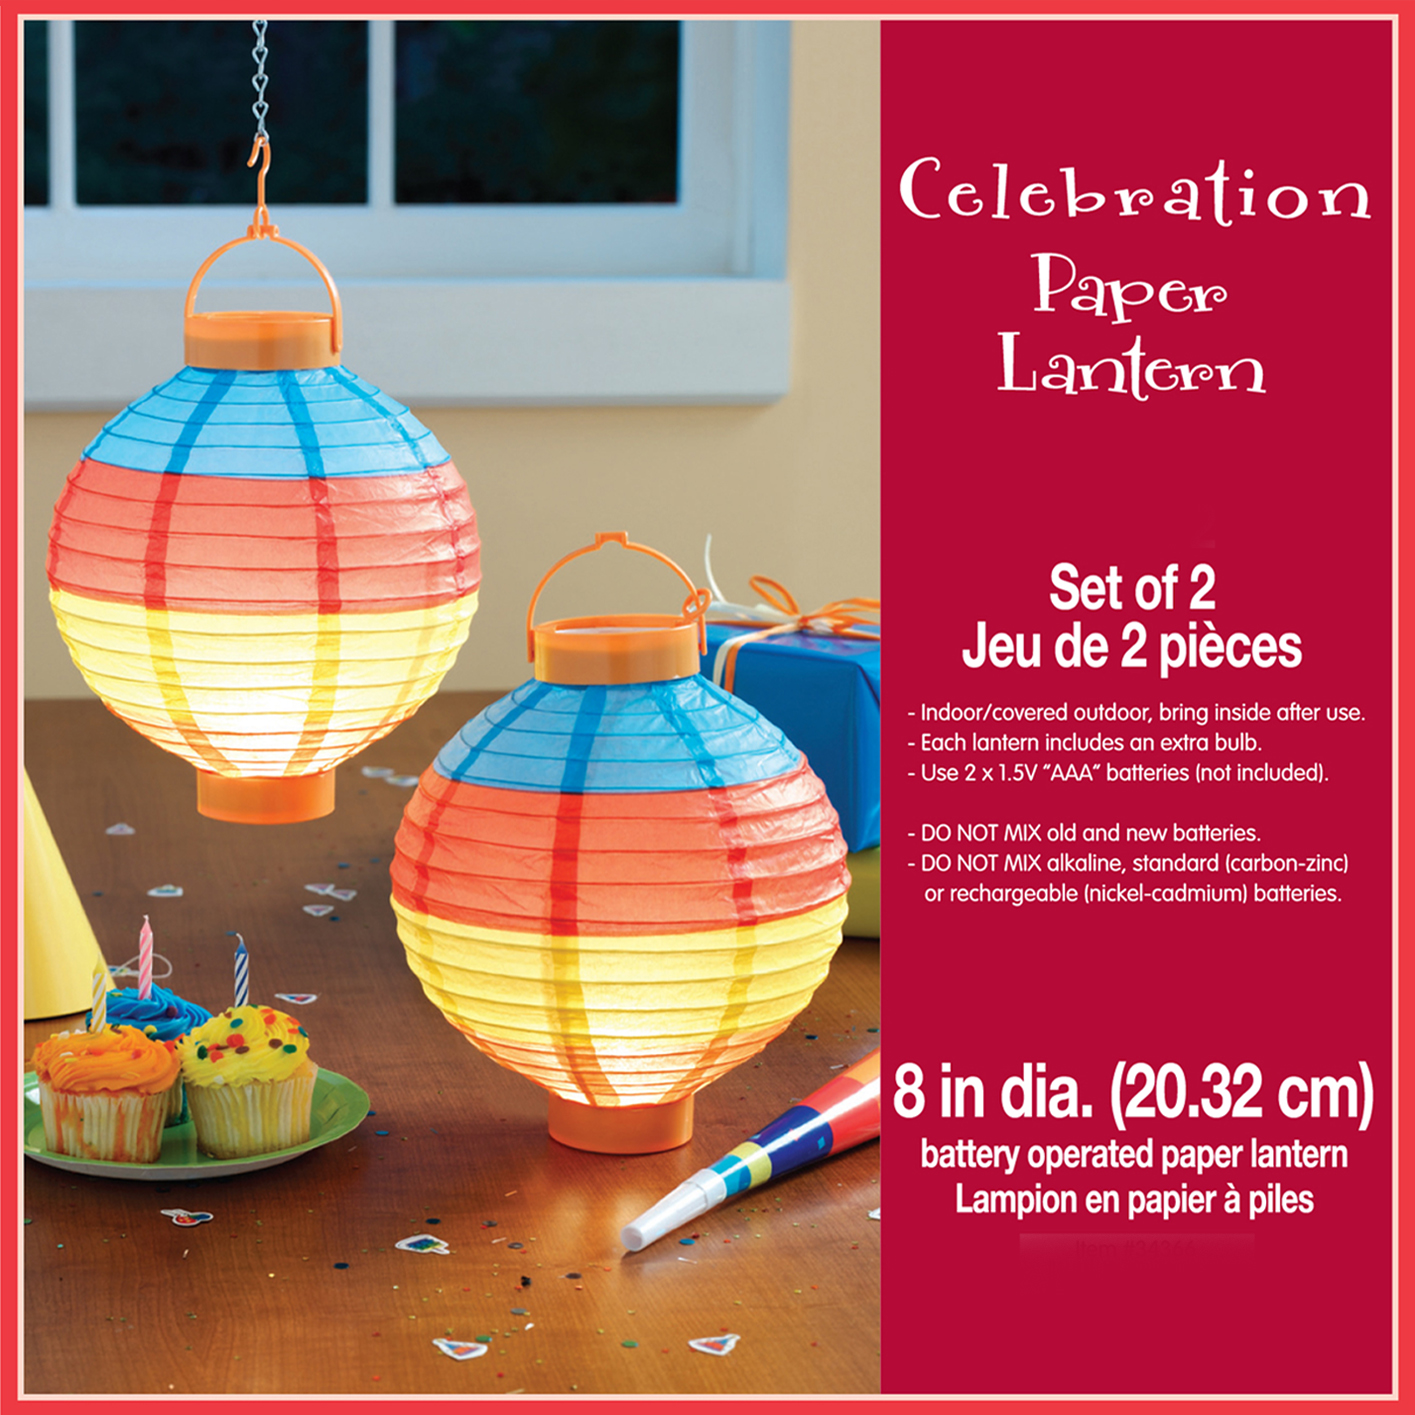 Celebration
Paper
Lantern
Set of 2
Jeu de 2 pièces
- Indoor/covered outdoor, bring inside after use.
- Each lantern includes an extra bulb.
- Use 2 x 1.5V “AAA“ batteries (not included).
- DO NOT MIX old and new batteries.
- DO NOT MIX alkaline, standard (carbon-zinc)
or rechargeable (nickel-cadmium) batteries.
8 in dia. (20.32 cm)
battery operated paper lantern
Lampion en papier à piles